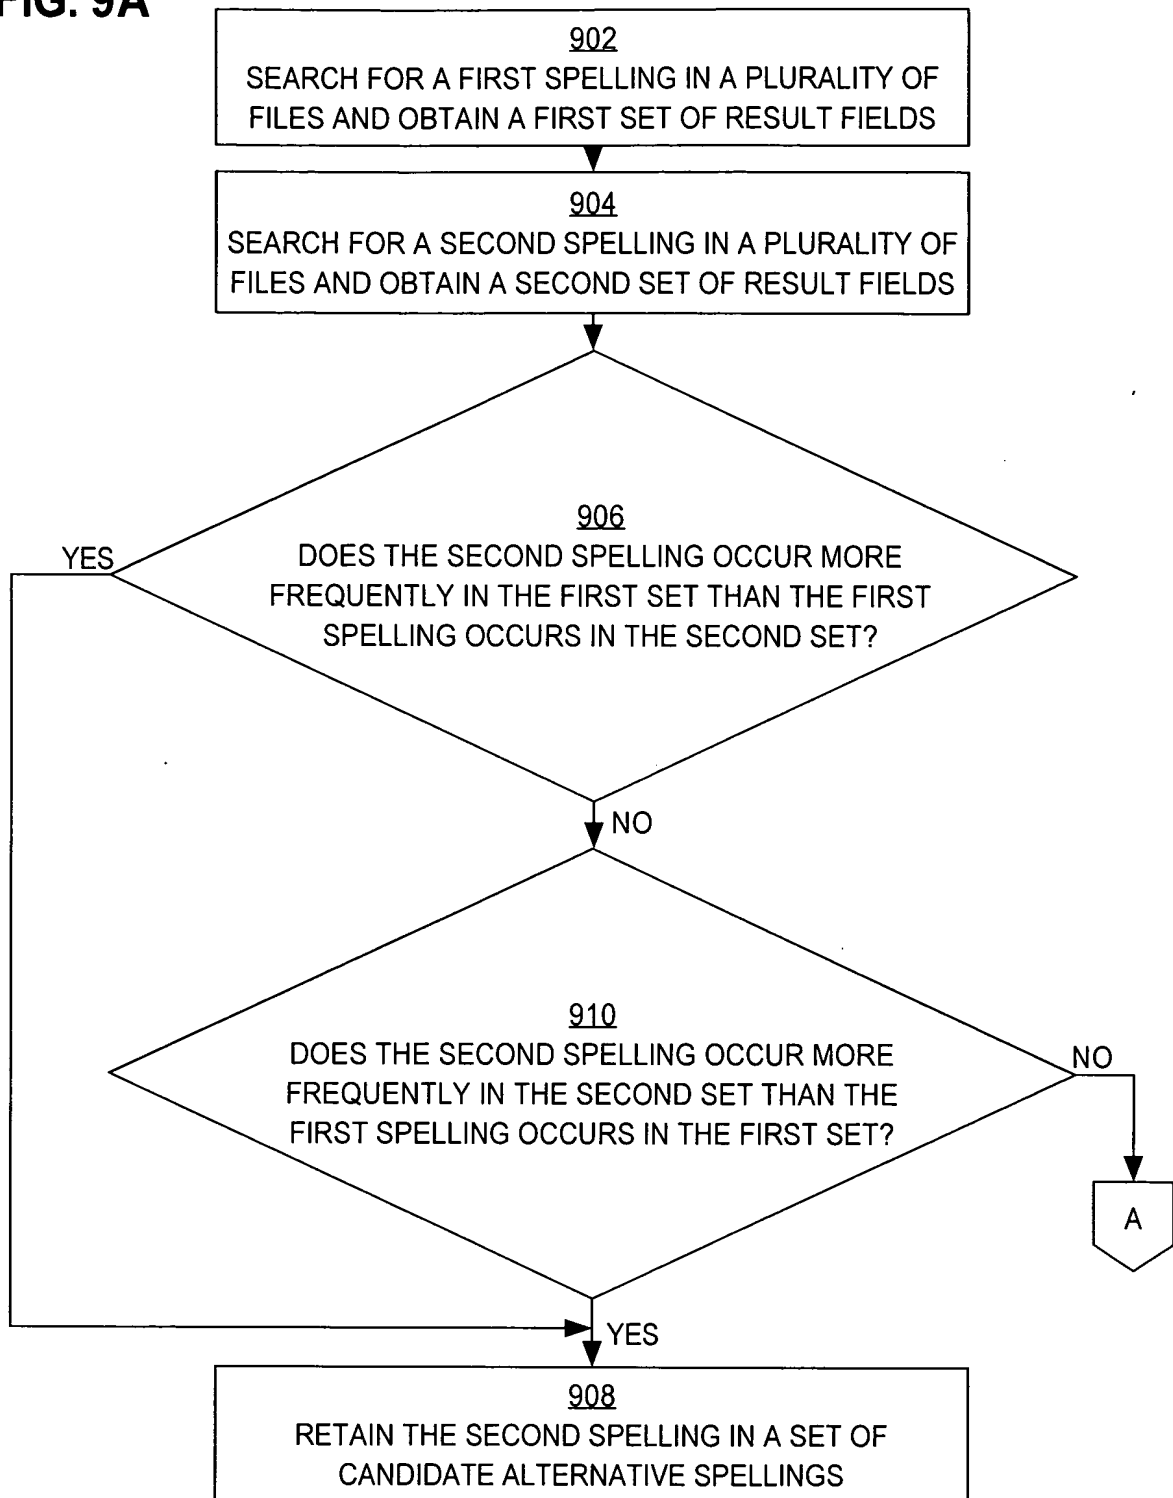 FIG. 9A
902
SEARCH FOR A FIRST SPELLING IN A PLURALITY OF
FILES AND OBTAIN A FIRST SET OF RESULT FIELDS
904
SEARCH FOR A SECOND SPELLING IN A PLURALITY OF
FILES AND OBTAIN A SECOND SET OF RESULT FIELDS
906
DOES THE SECOND SPELLING OCCUR MORE
FREQUENTLY IN THE FIRST SET THAN THE FIRST
SPELLING OCCURS IN THE SECOND SET?
YES
NO
910
DOES THE SECOND SPELLING OCCUR MORE
FREQUENTLY IN THE SECOND SET THAN THE
FIRST SPELLING OCCURS IN THE FIRST SET?
NO
A
YES
908
RETAIN THE SECOND SPELLING IN A SET OF
CANDIDATE ALTERNATIVE SPELLINGS